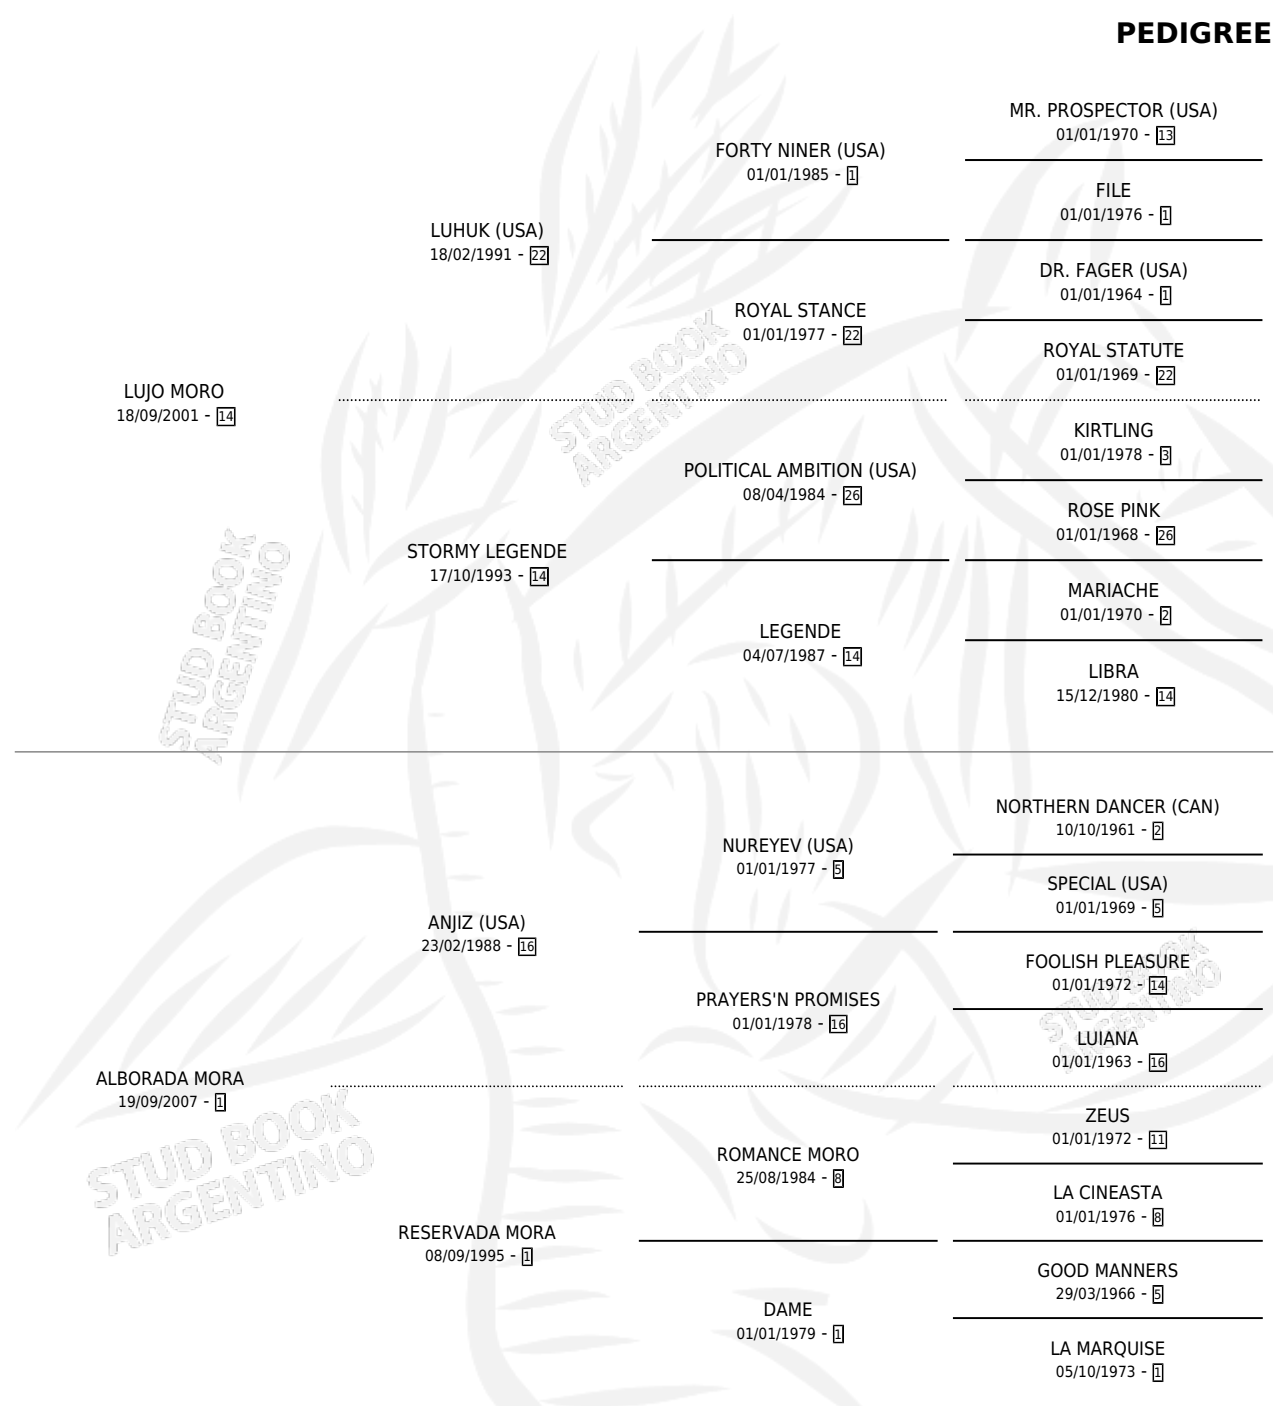 PEDIGREE
MR. PROSPECTOR (USA)
01/01/1970 - 13
FORTY NINER (USA)
01/01/1985 - 1
FILE
01/01/1976 - 1
LUHUK (USA)
18/02/1991 - 22
DR. FAGER (USA)
01/01/1964 - 1
ROYAL STANCE
01/01/1977 - 22
ROYAL STATUTE
01/01/1969 - 22
LUJO MORO
18/09/2001 - 14
STUD BOOK
ARGENTINO
KIRTLING
01/01/1978 - 3
POLITICAL AMBITION (USA)
08/04/1984 - 26
ROSE PINK
01/01/1968 - 26
STORMY LEGENDE
17/10/1993 - 14
MARIACHE
01/01/1970 - 2
LEGENDE
04/07/1987 - 14
LIBRA
15/12/1980 - 14
STUD BOOK
ARGENTINO
NORTHERN DANCER (CAN)
10/10/1961 - 2
NUREYEV (USA)
01/01/1977 - 5
SPECIAL (USA)
01/01/1969 - 5
ANJIZ (USA)
23/02/1988 - 16
FOOLISH PLEASURE
01/01/1972 - 14
PRAYERS'N PROMISES
01/01/1978 - 16
STUD BOOK
ARGENTINO
LUIANA
01/01/1963 - 16
ALBORADA MORA
19/09/2007 - 1
STUD BOOK
ARGENTINO
ZEUS
01/01/1972 - 11
ROMANCE MORO
25/08/1984 - 8
LA CINEASTA
01/01/1976 - 8
RESERVADA MORA
08/09/1995 - 1
GOOD MANNERS
29/03/1966 - 5
DAME
01/01/1979 - 1
LA MARQUISE
05/10/1973 - 1